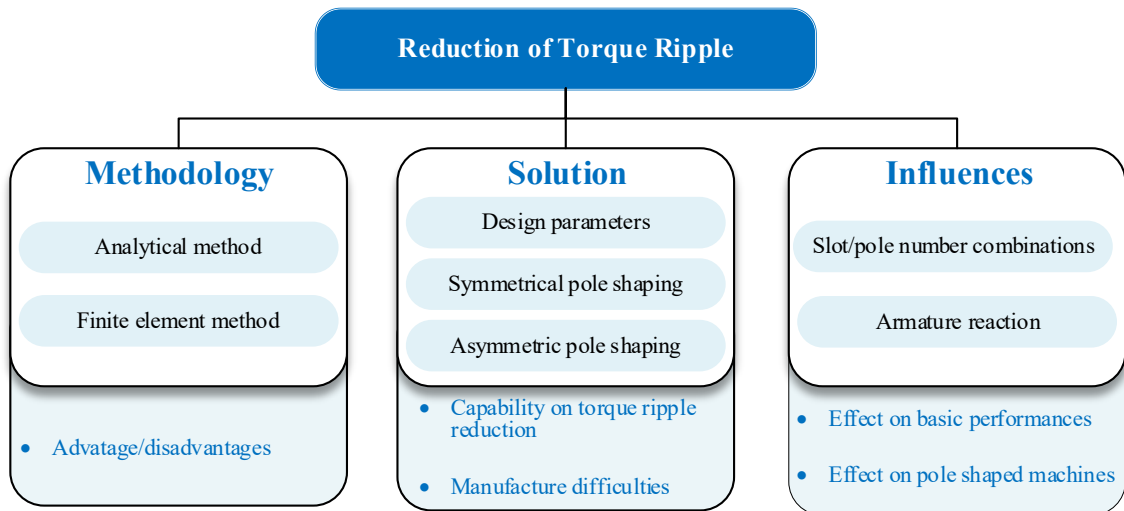 Reduction of Torque Ripple
Methodology
Analytical method
Finite element method
• Advatage/disadvantages
Solution
Design parameters
Symmetrical pole shaping
Asymmetric pole shaping
• Capability on torque ripple
reduction
• Manufacture difficulties
Influences
Slot/pole number combinations
Armature reaction
• Effect on basic performances
• Effect on pole shaped machines